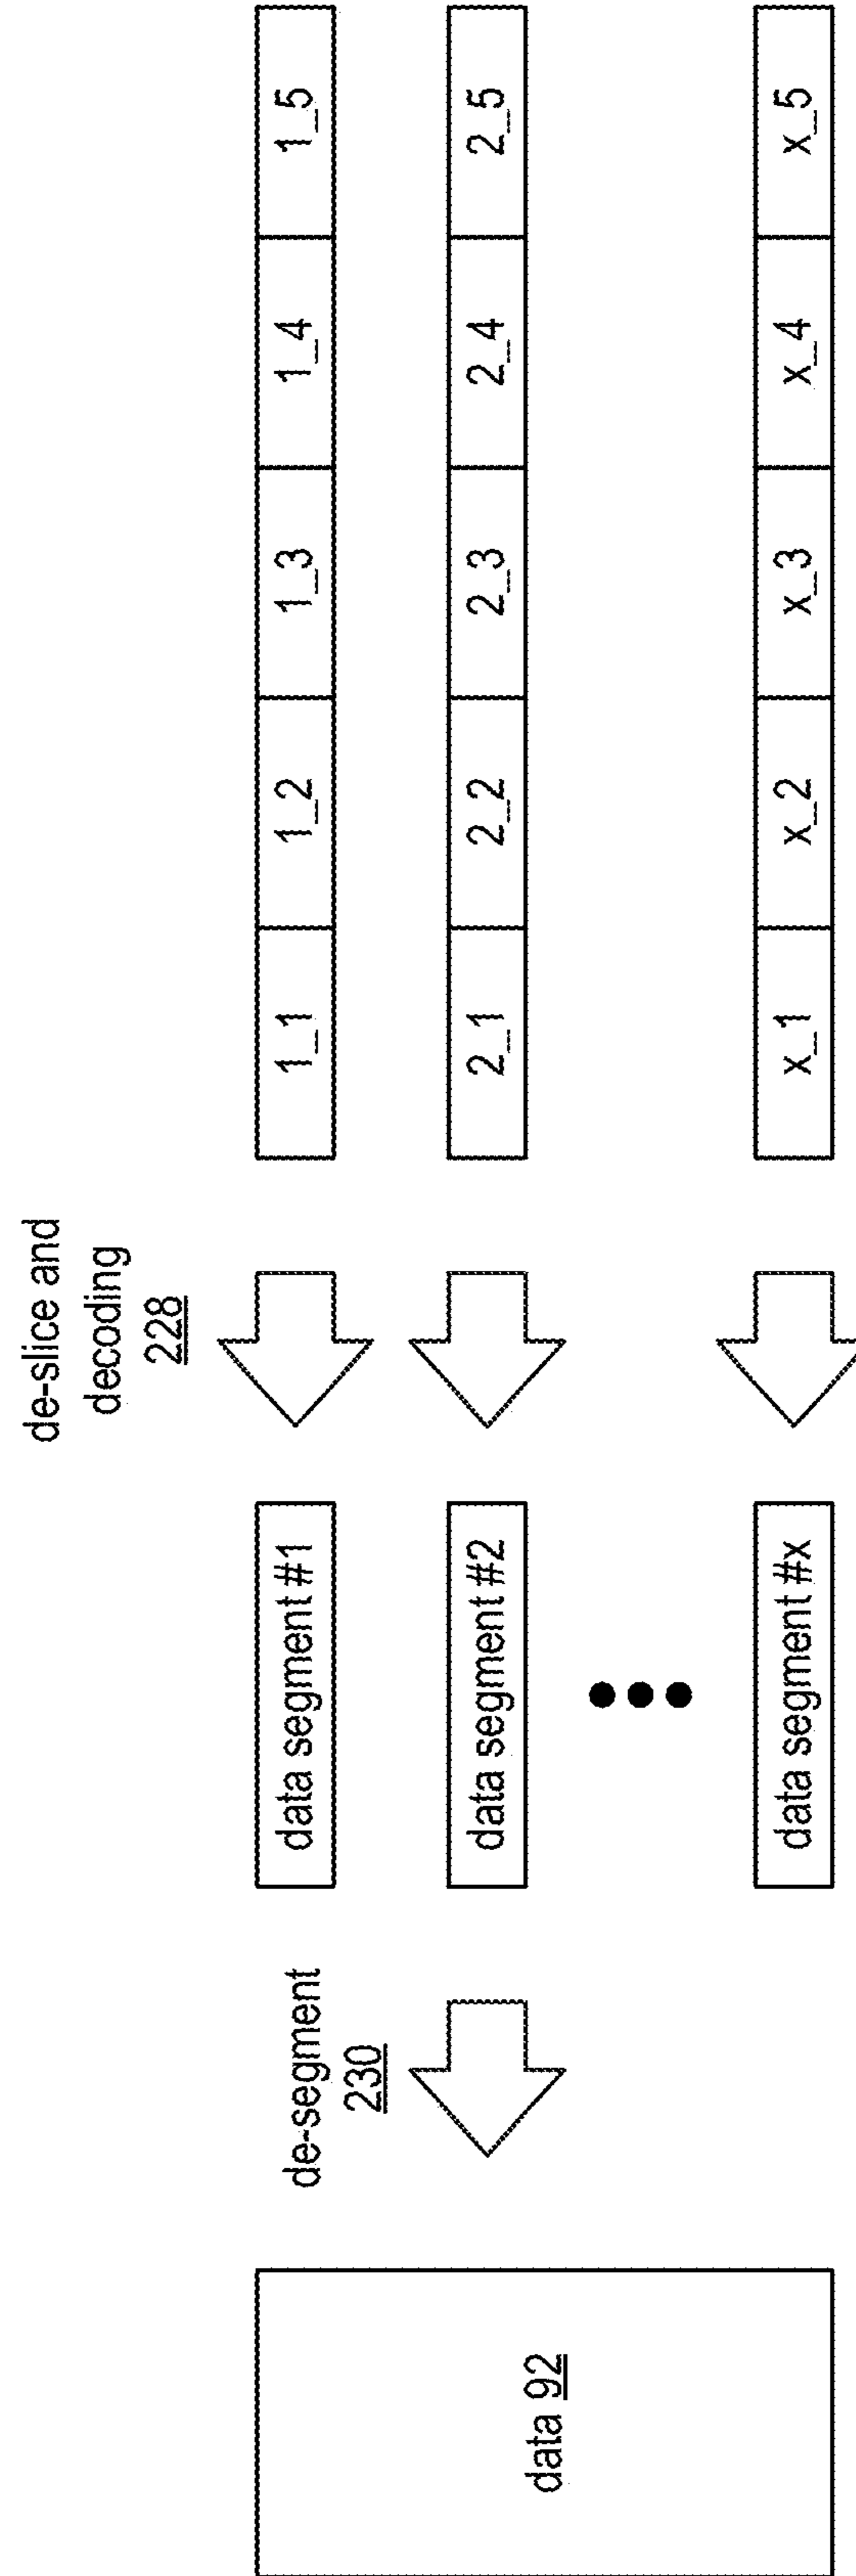 de-slice and
decoding
228
de-segment
230
data 92
data segment #1
1_1 1_2 1_3 1_4 1_5
data segment #2
2_1 2_2 2_3 2_4 2_5
data segment #x
x_1 x_2 x_3 x_4 x_5